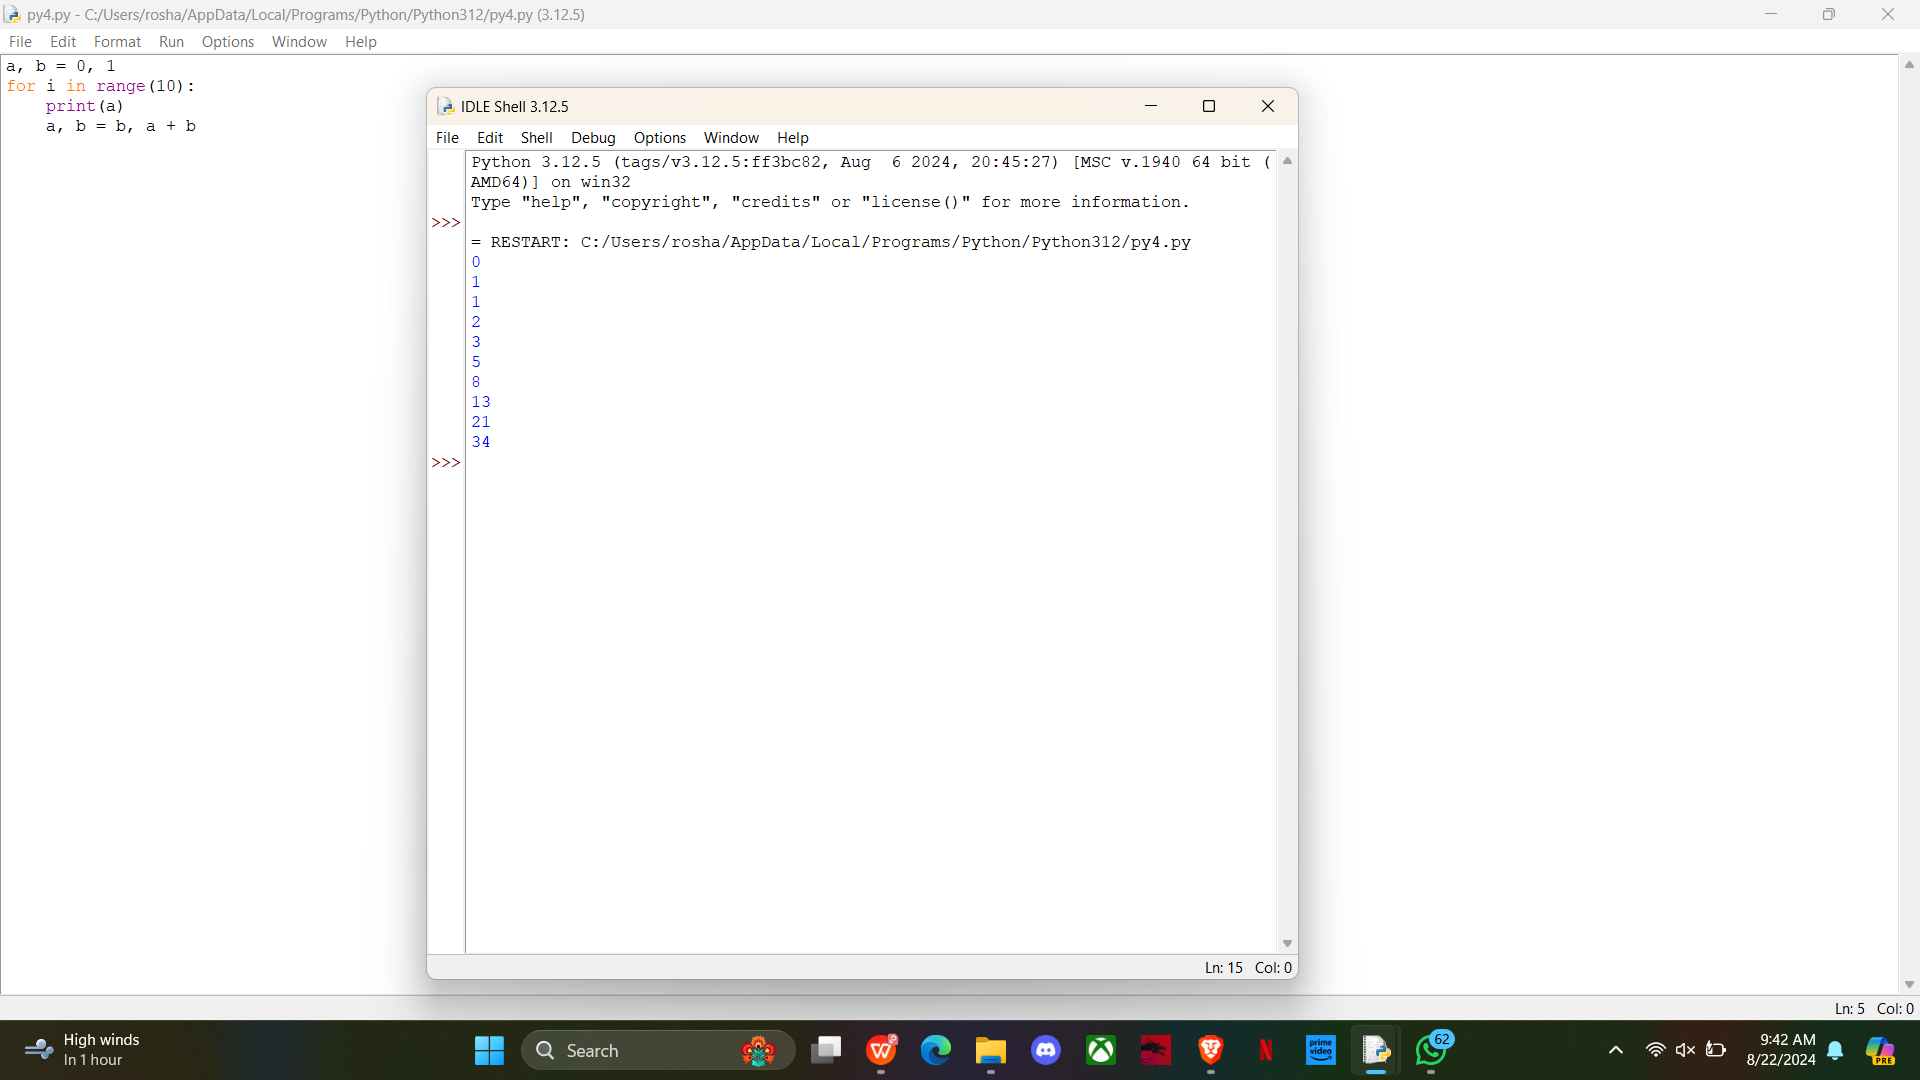 py4.py - C:/Users/rosha/AppData/Local/Programs/Python/Python312/py4.py (3.12.5)
File Edit Format Run Options Window Help
a, b = 0, 1
for i in range(10):
    print(a)
    a, b = b, a + b
IDLE Shell 3.12.5
File Edit Shell Debug Options Window Help
Python 3.12.5 (tags/v3.12.5:ff3bc82, Aug  6 2024, 20:45:27) [MSC v.1940 64 bit (
AMD64)] on win32
Type "help", "copyright", "credits" or "license()" for more information.
>>>
= RESTART: C:/Users/rosha/AppData/Local/Programs/Python/Python312/py4.py
0
1
1
2
3
5
8
13
21
34
>>>
Ln: 15 Col: 0
Ln: 5 Col: 0
High winds
In 1 hour
Search
W
N
prime
video
62
9:42 AM
8/22/2024
PRE